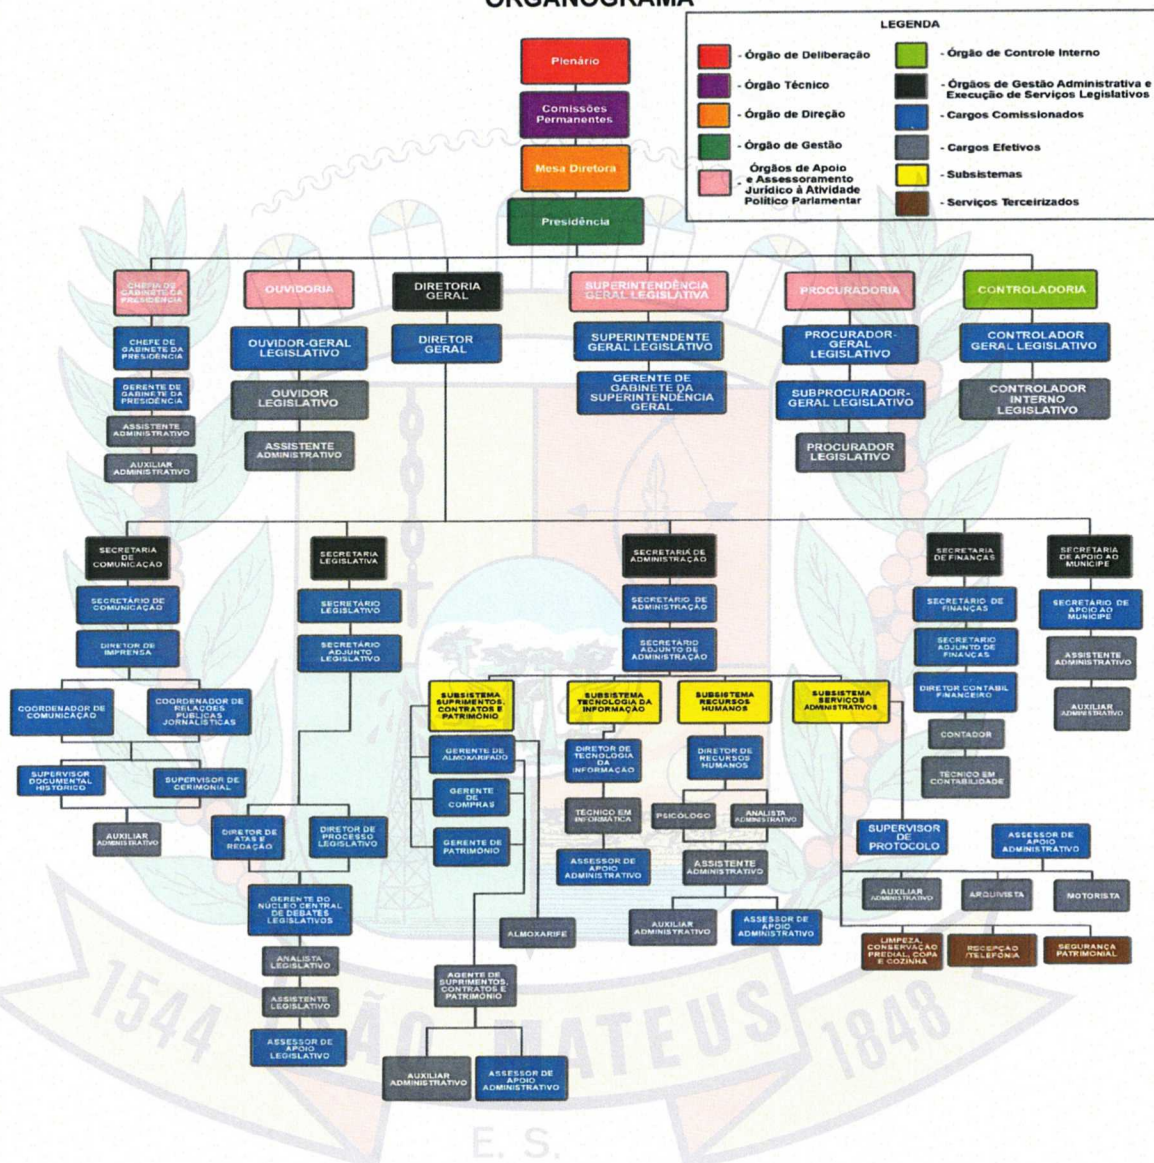 ORGANOGRAMA
LEGENDA
- Órgão de Deliberação
- Órgão Técnico
- Órgão de Direção
- Órgão de Gestão
- Órgãos de Apoio
e Assessoramento
Jurídico à Atividade
Político Parlamentar
- Órgão de Controle Interno
- Órgãos de Gestão Administrativa e
Execução de Serviços Legislativos
- Cargos Comissionados
- Cargos Efetivos
- Subsistemas
- Serviços Terceirizados
Plenário
Comissões
Permanentes
Mesa Diretora
Presidência
CHEFIA DE
GABINETE DA
PRESIDÊNCIA
CHEFE DE
GABINETE DA
PRESIDÊNCIA
GERENTE DE
GABINETE DA
PRESIDÊNCIA
ASSISTENTE
ADMINISTRATIVO
AUXILIAR
ADMINISTRATIVO
OUVIDORIA
OUVIDOR-GERAL
LEGISLATIVO
OUVIDOR
LEGISLATIVO
ASSISTENTE
ADMINISTRATIVO
DIRETORIA
GERAL
DIRETOR
GERAL
SUPERINTENDÊNCIA
GERAL LEGISLATIVA
SUPERINTENDENTE
GERAL LEGISLATIVO
GERENTE DE
GABINETE DA
SUPERINTENDÊNCIA
GERAL
PROCURADORIA
PROCURADOR-
GERAL
LEGISLATIVO
SUBPROCURADOR-
GERAL LEGISLATIVO
PROCURADOR
LEGISLATIVO
CONTROLADORIA
CONTROLADOR
GERAL LEGISLATIVO
CONTROLADOR
INTERNO
LEGISLATIVO
SECRETARIA
DE
COMUNICAÇÃO
SECRETÁRIO DE
COMUNICAÇÃO
DIRETOR DE
IMPRENSA
COORDENADOR DE
COMUNICAÇÃO
COORDENADOR DE
RELAÇÕES
PÚBLICAS
JORNALÍSTICAS
SUPERVISOR
DOCUMENTAL
HISTÓRICO
SUPERVISOR DE
CERIMONIAL
AUXILIAR
ADMINISTRATIVO
SECRETARIA
LEGISLATIVA
SECRETÁRIO
LEGISLATIVO
SECRETÁRIO
ADJUNTO
LEGISLATIVO
DIRETOR DE
ATAS E
REDAÇÃO
DIRETOR DE
PROCESSO
LEGISLATIVO
GERENTE DO
NÚCLEO CENTRAL
DE DEBATES
LEGISLATIVOS
ANALISTA
LEGISLATIVO
ASSISTENTE
LEGISLATIVO
ASSESSOR DE
APOIO
LEGISLATIVO
SECRETARIA DE
ADMINISTRAÇÃO
SECRETÁRIO DE
ADMINISTRAÇÃO
SECRETÁRIO
ADJUNTO DE
ADMINISTRAÇÃO
SUBSISTEMA
SUPRIMENTOS,
CONTRATOS E
PATRIMÔNIO
GERENTE DE
ALMOXARIFADO
GERENTE
DE
COMPRAS
GERENTE DE
PATRIMÔNIO
ALMOXARIFE
AGENTE DE
SUPRIMENTOS,
CONTRATOS E
PATRIMÔNIO
AUXILIAR
ADMINISTRATIVO
ASSESSOR DE
APOIO
ADMINISTRATIVO
SUBSISTEMA
TECNOLOGIA DA
INFORMAÇÃO
DIRETOR DE
TECNOLOGIA
DA
INFORMAÇÃO
TÉCNICO EM
INFORMÁTICA
ASSESSOR DE
APOIO
ADMINISTRATIVO
SUBSISTEMA
RECURSOS
HUMANOS
DIRETOR DE
RECURSOS
HUMANOS
PSICÓLOGO
ANALISTA
ADMINISTRATIVO
ASSISTENTE
ADMINISTRATIVO
AUXILIAR
ADMINISTRATIVO
ASSESSOR DE
APOIO
ADMINISTRATIVO
SUBSISTEMA
SERVIÇOS
ADMINISTRATIVOS
SUPERVISOR
DE
PROTOCOLO
ASSESSOR DE
APOIO
ADMINISTRATIVO
AUXILIAR
ADMINISTRATIVO
ARQUIVISTA
MOTORISTA
LIMPEZA,
CONSERVAÇÃO
PREDIAL, COPA
E COZINHA
RECEPÇÃO
/TELEFONIA
SEGURANÇA
PATRIMONIAL
SECRETARIA
DE FINANÇAS
SECRETÁRIO DE
FINANÇAS
SECRETÁRIO
ADJUNTO DE
FINANÇAS
DIRETOR CONTÁBIL
FINANCEIRO
CONTADOR
TÉCNICO EM
CONTABILIDADE
SECRETARIA
DE APOIO AO
MUNÍCIPE
SECRETÁRIO DE
APOIO AO
MUNÍCIPE
ASSISTENTE
ADMINISTRATIVO
AUXILIAR
ADMINISTRATIVO
1544 SÃO MATEUS 1848
E. S.